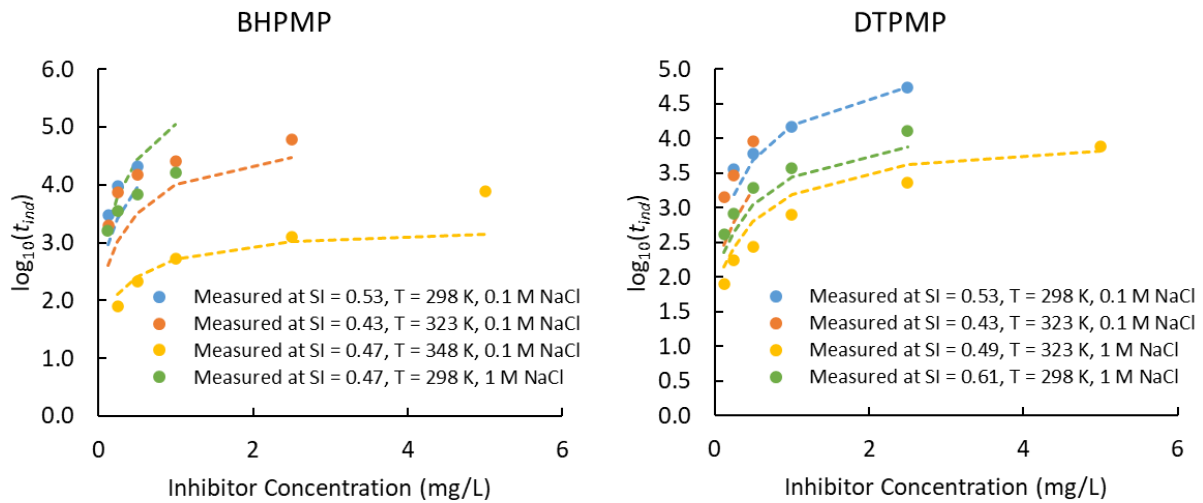 BHPMP
6.0
5.0
4.0
3.0
2.0
1.0
0.0
log10(tind)
Measured at SI = 0.53, T = 298 K, 0.1 M NaCl
Measured at SI = 0.43, T = 323 K, 0.1 M NaCl
Measured at SI = 0.47, T = 348 K, 0.1 M NaCl
Measured at SI = 0.47, T = 298 K, 1 M NaCl
0 2 4 6
Inhibitor Concentration (mg/L)
DTPMP
5.0
4.5
4.0
3.5
3.0
2.5
2.0
1.5
1.0
0.5
0.0
log10(tind)
Measured at SI = 0.53, T = 298 K, 0.1 M NaCl
Measured at SI = 0.43, T = 323 K, 0.1 M NaCl
Measured at SI = 0.49, T = 323 K, 1 M NaCl
Measured at SI = 0.61, T = 298 K, 1 M NaCl
0 2 4 6
Inhibitor Concentration (mg/L)